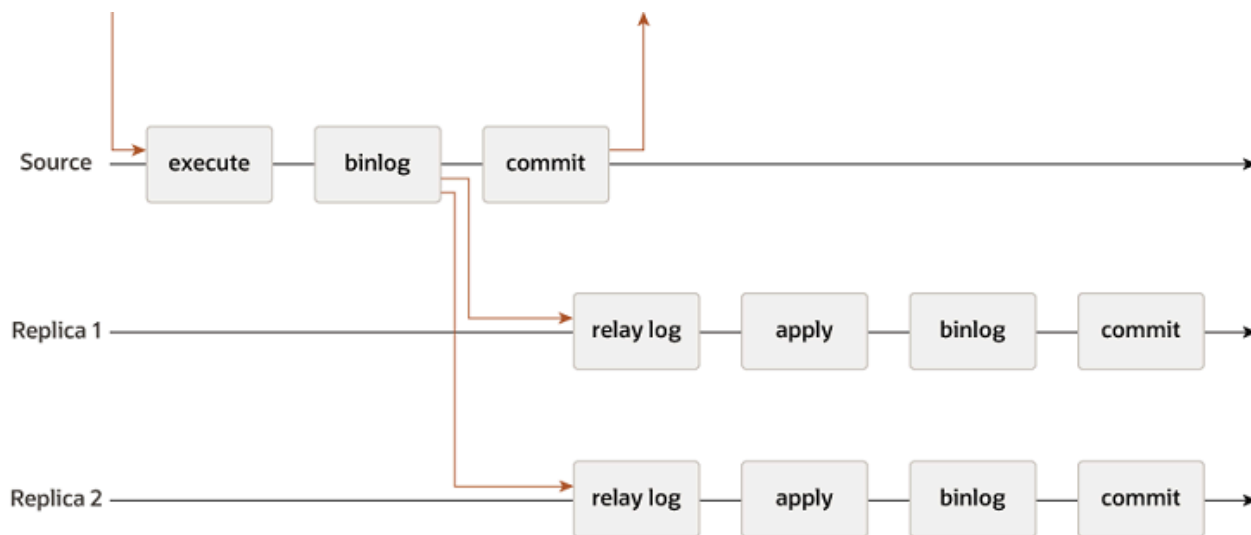 Source execute binlog commit
Replica 1 relay log apply binlog commit
Replica 2 relay log apply binlog commit